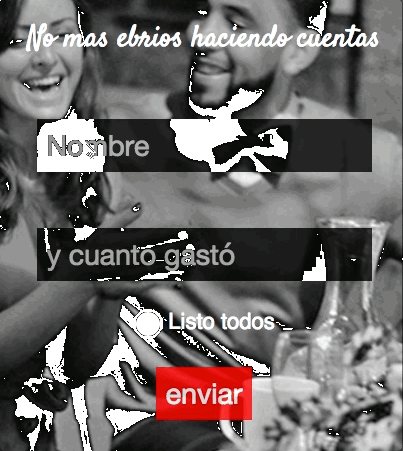 No mas ebrios haciendo cuentas
Nombre
y cuanto gastó
Listo todos
enviar